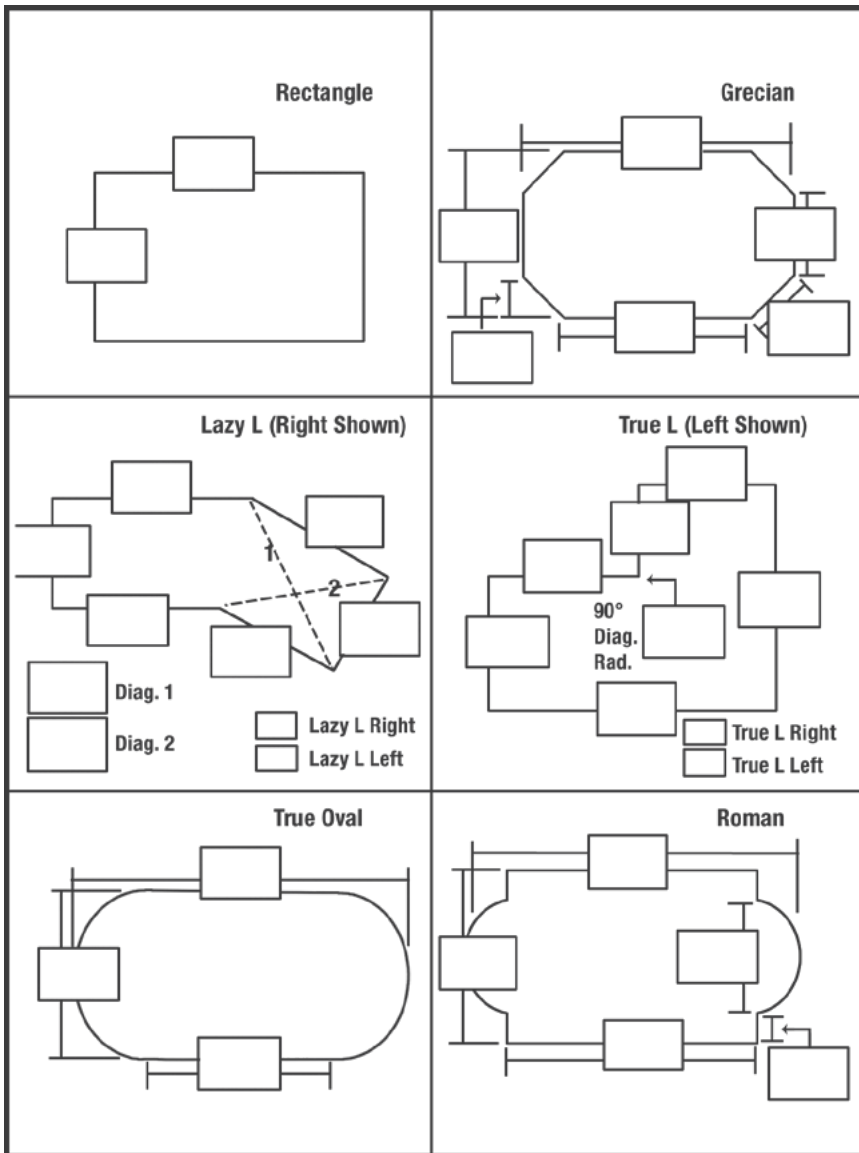 Rectangle
Grecian
Lazy L (Right Shown)
1
2
Diag. 1
Diag. 2
Lazy L Right
Lazy L Left
True L (Left Shown)
90°
Diag.
Rad.
True L Right
True L Left
True Oval
Roman